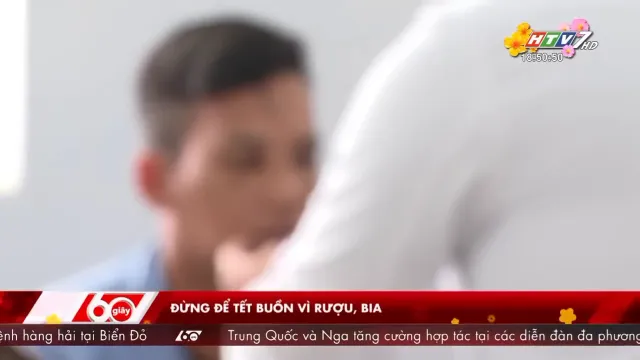 HTV7 HD
18:50:50
60 giây
ĐỪNG ĐỂ TẾT BUỒN VÌ RƯỢU, BIA
ệnh hàng hải tại Biển Đỏ 60 Trung Quốc và Nga tăng cường hợp tác tại các diễn đàn đa phương